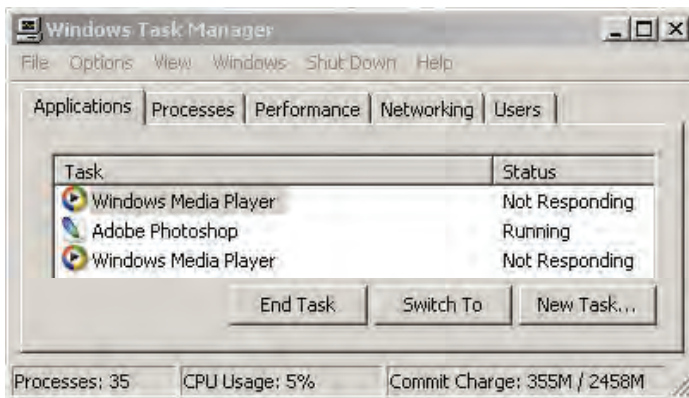 Windows Task Manager
File Options View Windows Shut Down Help
Applications Processes Performance Networking Users
Task Status
Windows Media Player Not Responding
Adobe Photoshop Running
Windows Media Player Not Responding
End Task Switch To New Task...
Processes: 35 CPU Usage: 5% Commit Charge: 355M / 2458M